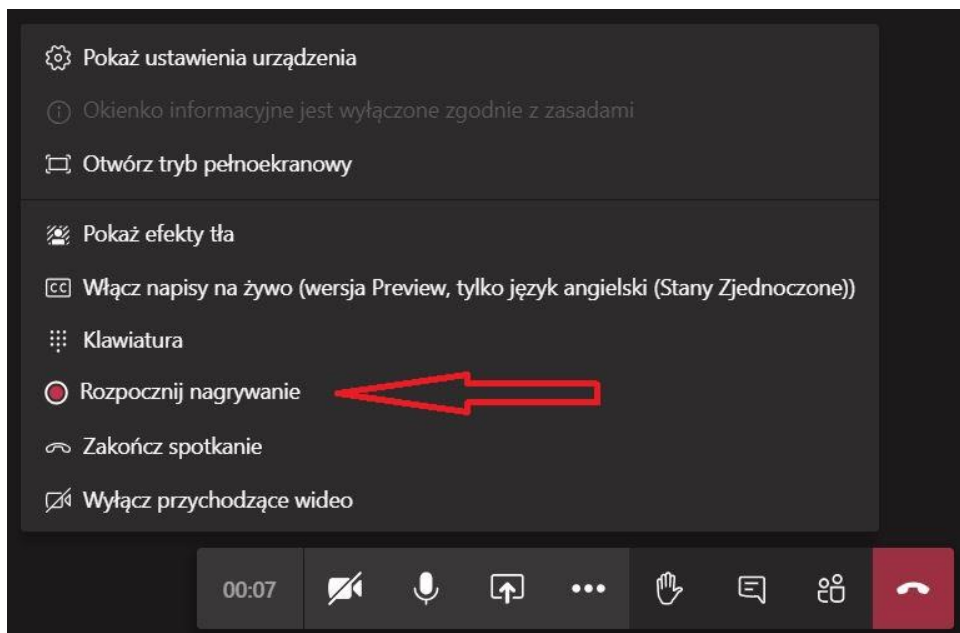 Pokaż ustawienia urządzenia
Okienko informacyjne jest wyłączone zgodnie z zasadami
Otwórz tryb pełnoekranowy
Pokaż efekty tła
CC Włącz napisy na żywo (wersja Preview, tylko język angielski (Stany Zjednoczone))
Klawiatura
Rozpocznij nagrywanie
Zakończ spotkanie
Wyłącz przychodzące wideo
00:07